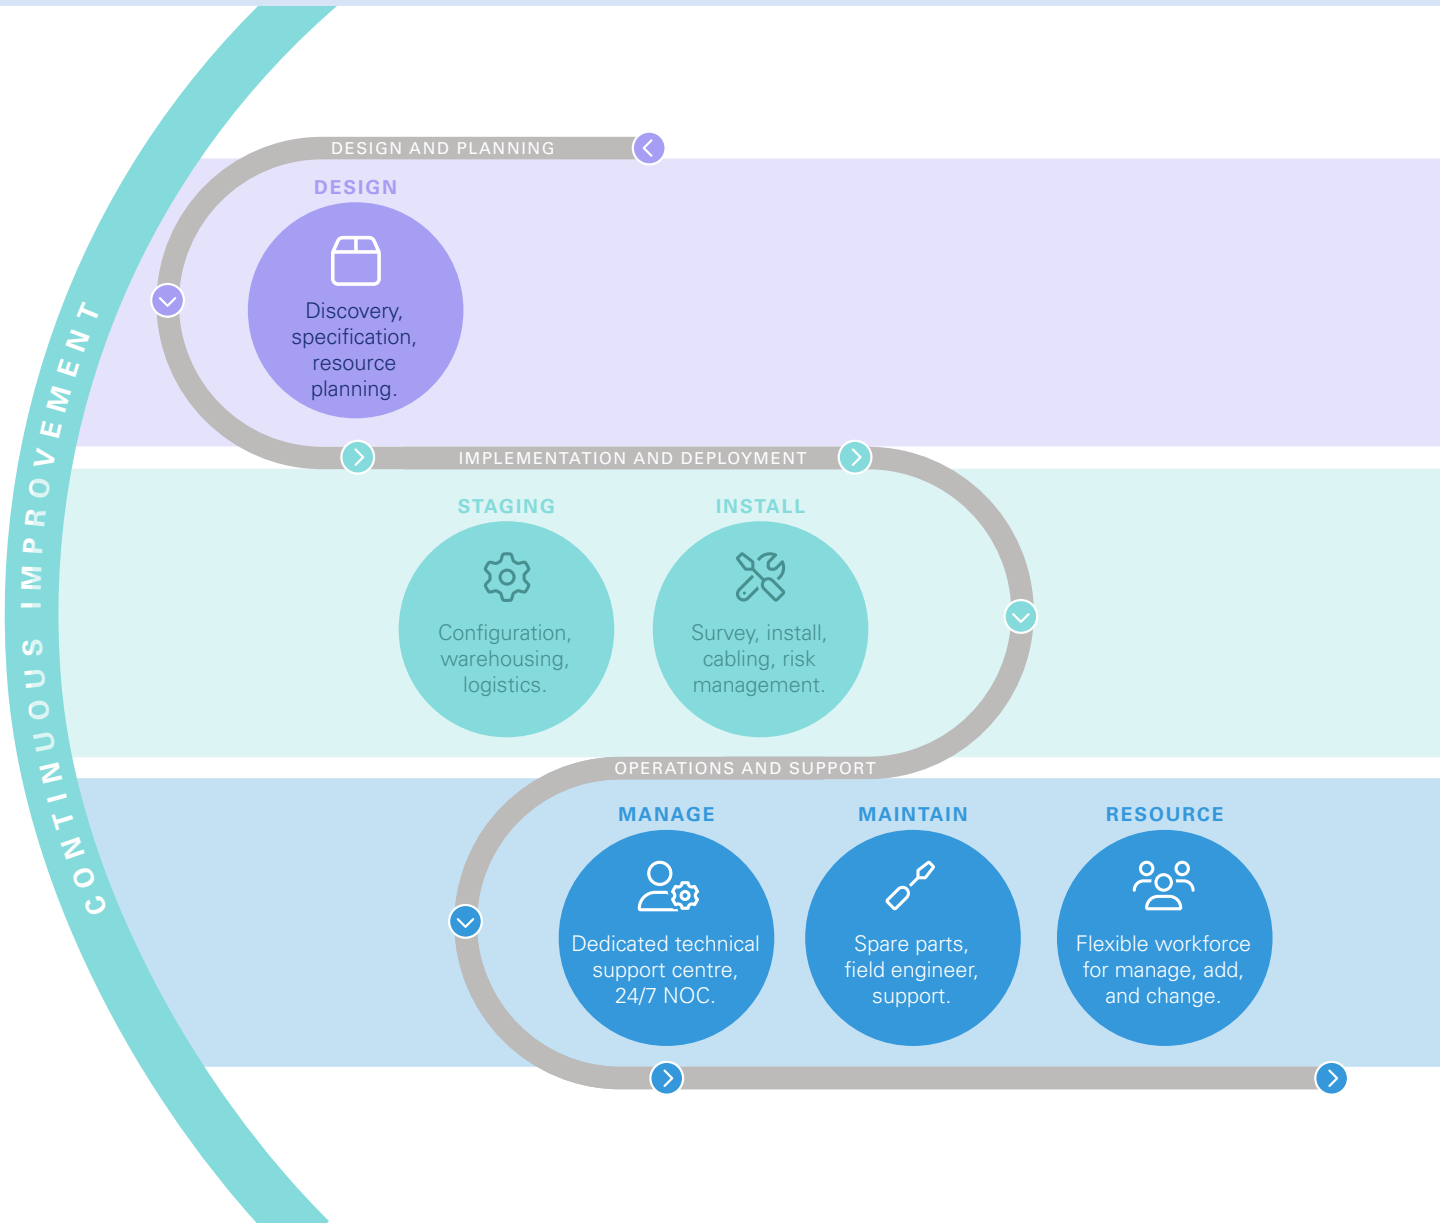 CONTINUOUS IMPROVEMENT
DESIGN AND PLANNING
DESIGN
Discovery,
specification,
resource
planning.
IMPLEMENTATION AND DEPLOYMENT
STAGING
Configuration,
warehousing,
logistics.
INSTALL
Survey, install,
cabling, risk
management.
OPERATIONS AND SUPPORT
MANAGE
Dedicated technical
support centre,
24/7 NOC.
MAINTAIN
Spare parts,
field engineer,
support.
RESOURCE
Flexible workforce
for manage, add,
and change.